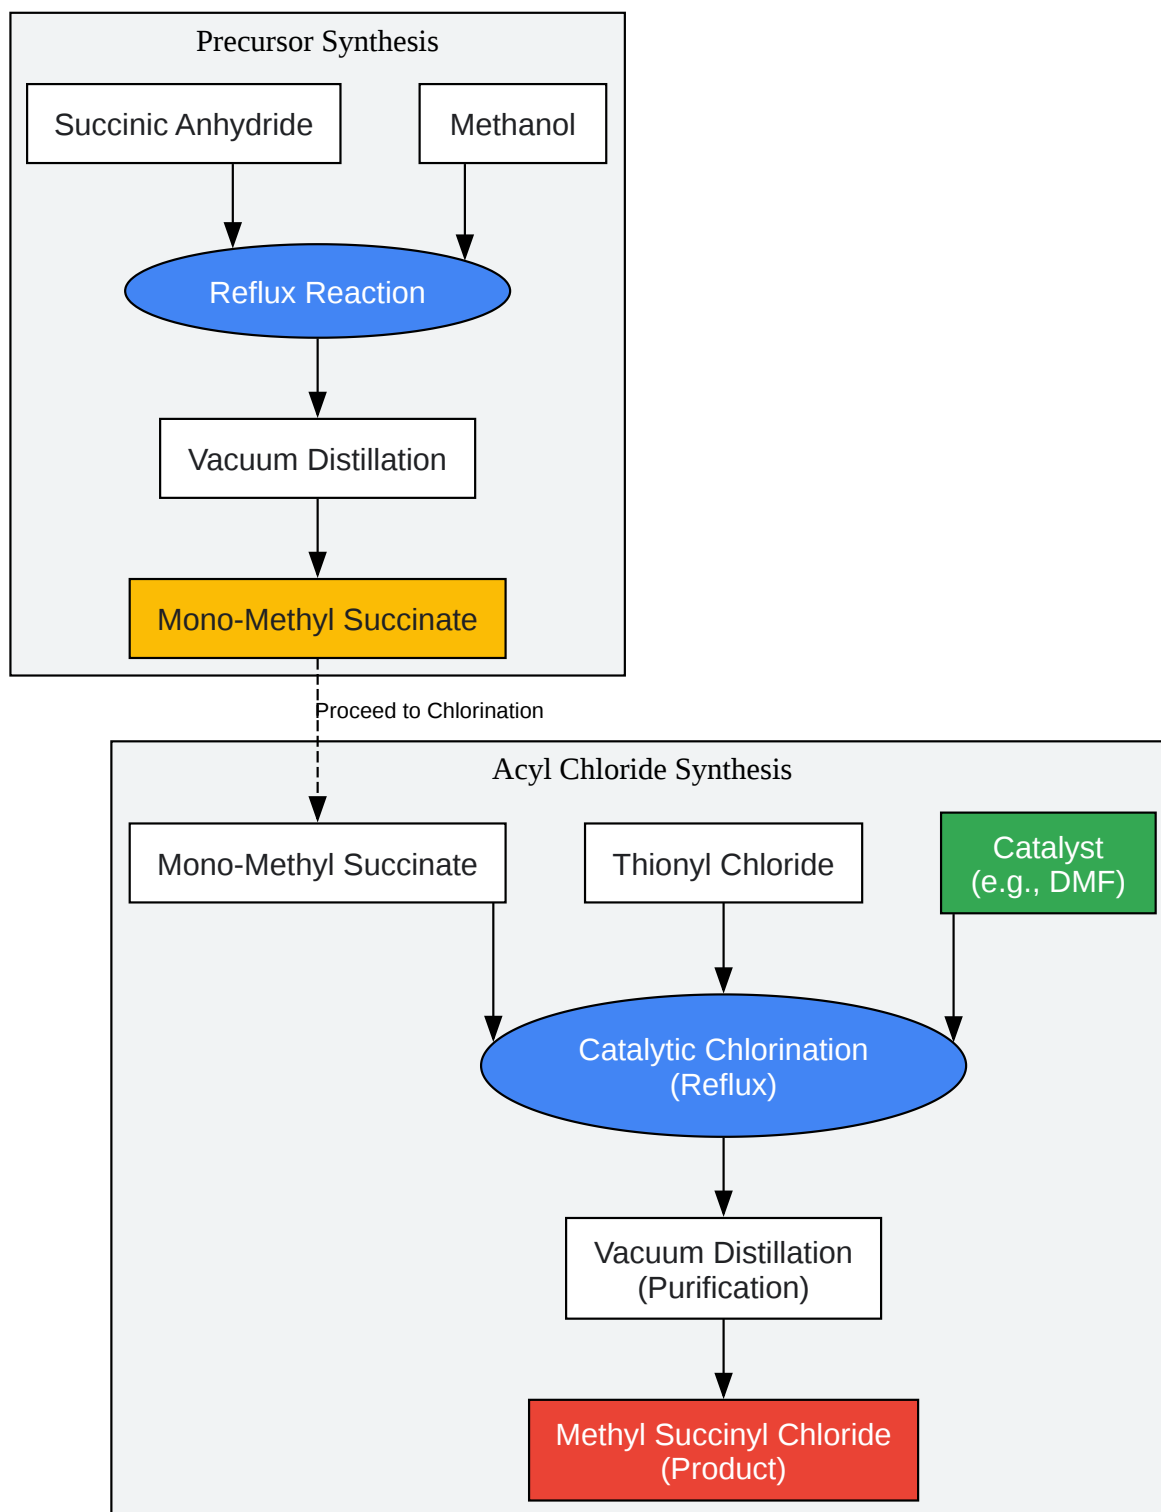 Precursor Synthesis
Succinic Anhydride
Methanol
Reflux Reaction
Vacuum Distillation
Mono-Methyl Succinate
Proceed to Chlorination
Acyl Chloride Synthesis
Mono-Methyl Succinate
Thionyl Chloride
Catalyst
(e.g., DMF)
Catalytic Chlorination
(Reflux)
Vacuum Distillation
(Purification)
Methyl Succinyl Chloride
(Product)